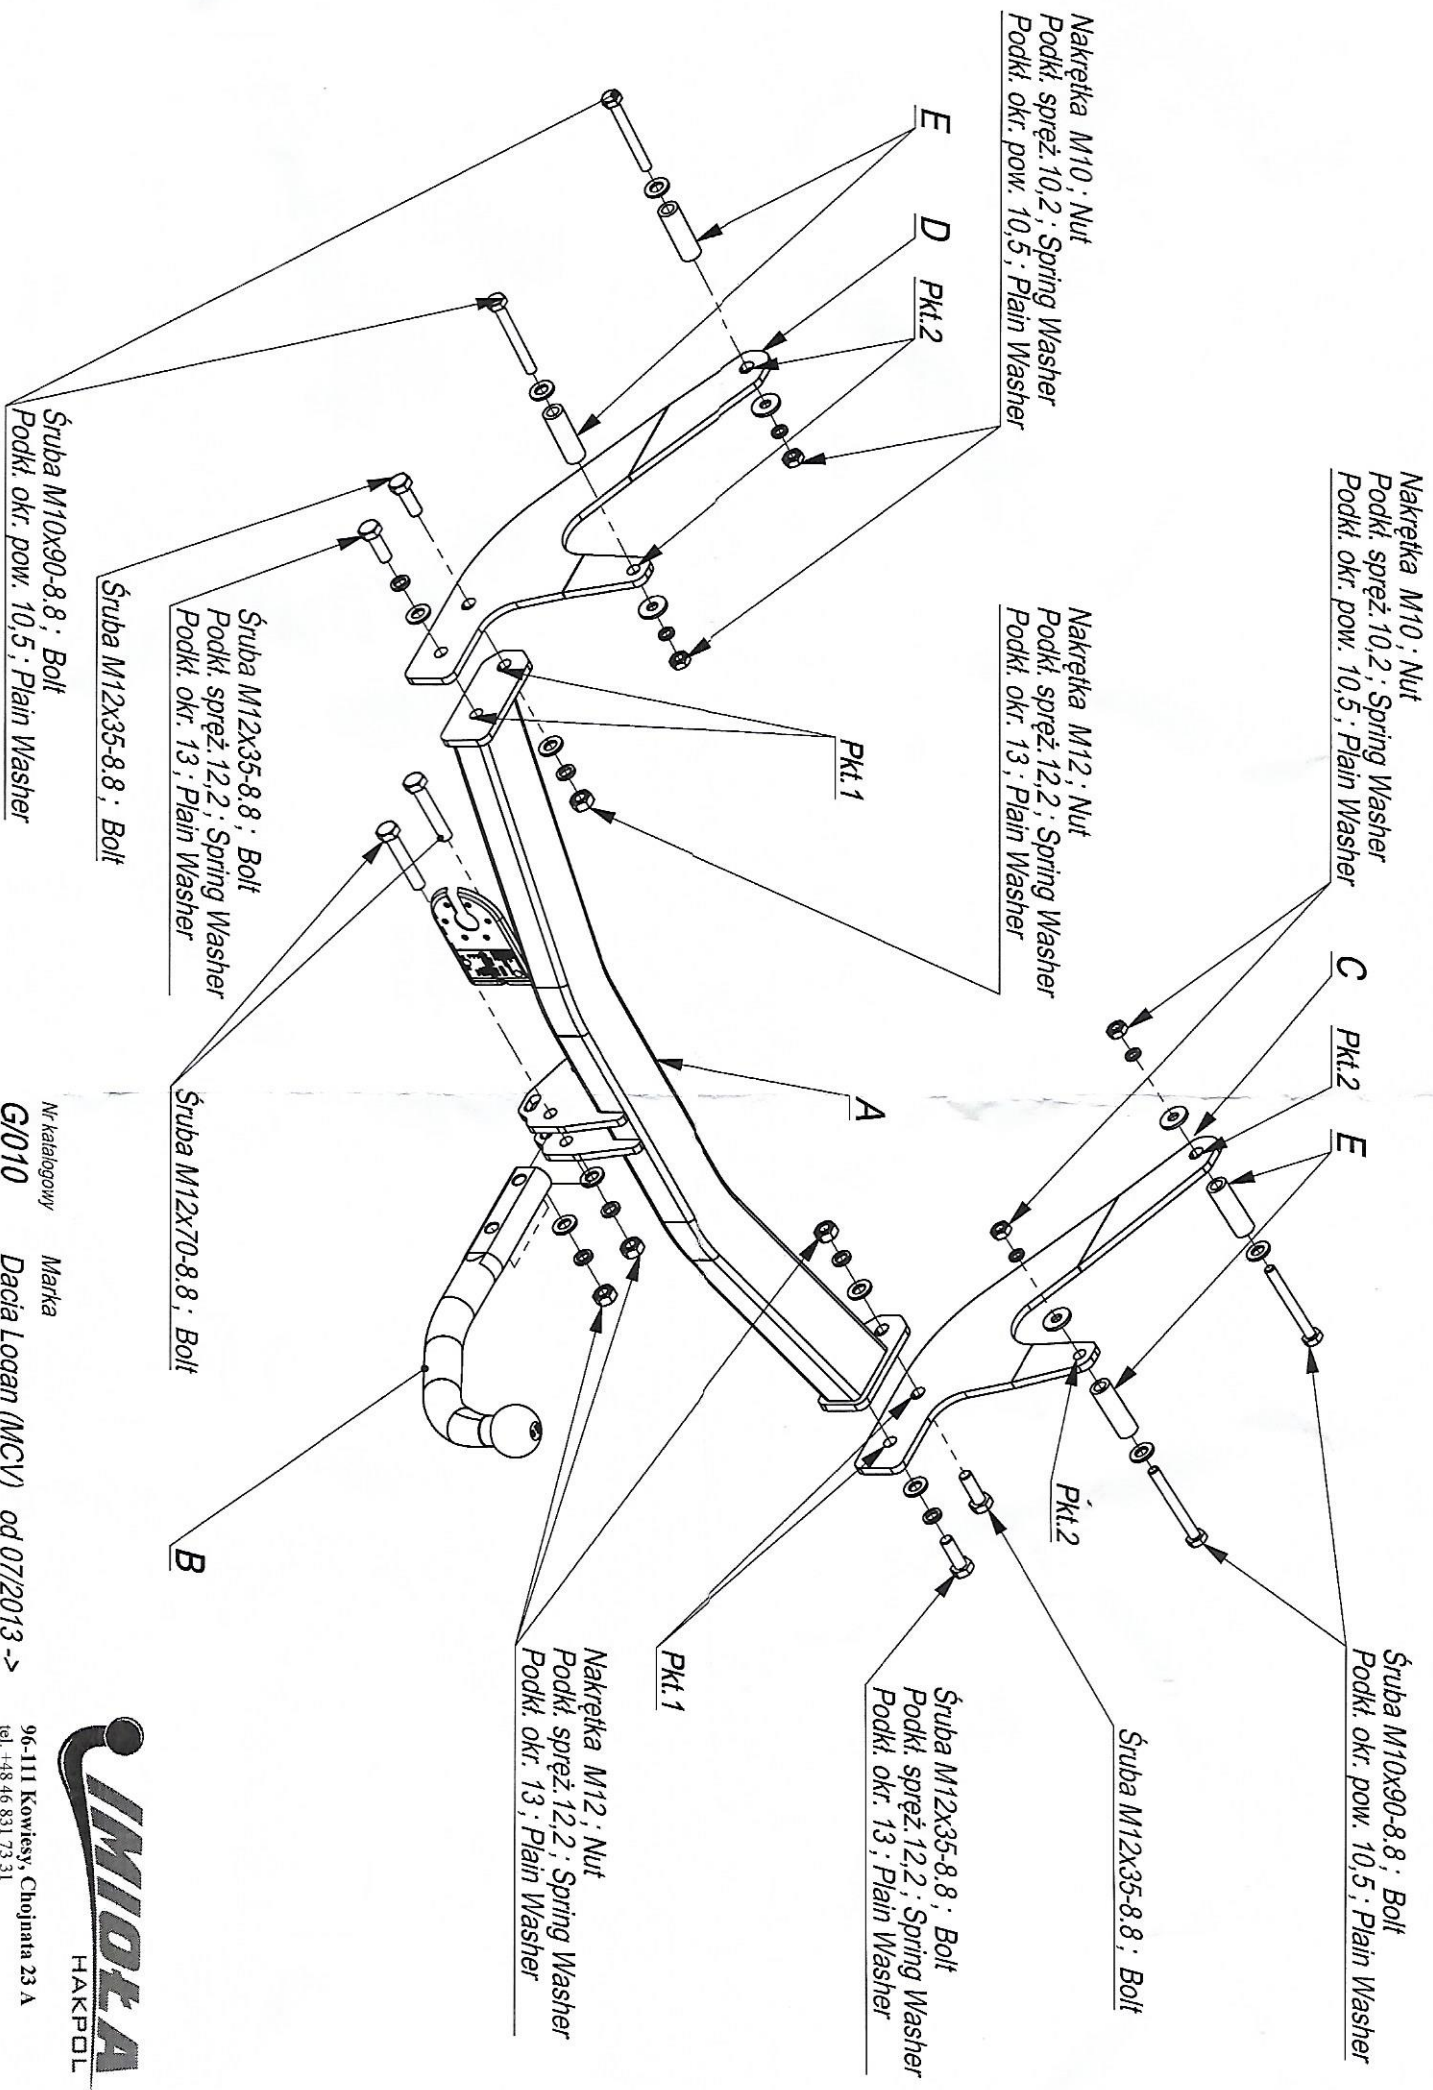 Nakrętka M10 ; Nut
Podkł. spręż.10,2 ; Spring Washer
Podkł. okr. pow. 10,5 ; Plain Washer
C
Pkt.2
E
Śruba M10x90-8.8 ; Bolt
Podkł. okr. pow. 10,5 ; Plain Washer
Śruba M12x35-8.8 ; Bolt
Pkt.2
Nakrętka M10 ; Nut
Podkł. spręż.10,2 ; Spring Washer
Podkł. okr. pow. 10,5 ; Plain Washer
E
D
Pkt.2
Nakrętka M12 ; Nut
Podkł. spręż.12,2 ; Spring Washer
Podkł. okr. 13 ; Plain Washer
Pkt.1
A
Śruba M12x35-8.8 ; Bolt
Podkł. spręż.12,2 ; Spring Washer
Podkł. okr. 13 ; Plain Washer
Pkt.1
Nakrętka M12 ; Nut
Podkł. spręż.12,2 ; Spring Washer
Podkł. okr. 13 ; Plain Washer
Śruba M12x35-8.8 ; Bolt
Podkł. spręż.12,2 ; Spring Washer
Podkł. okr. 13 ; Plain Washer
Śruba M12x70-8.8 ; Bolt
B
Śruba M12x35-8.8 ; Bolt
Śruba M10x90-8.8 ; Bolt
Podkł. okr. pow. 10,5 ; Plain Washer
Nr katalogowy Marka
G/010 Dacia Logan (MCV) od 07/2013 ->
IMIOŁA
HAKPOL
96-111 Kowiesy, Chojnata 23 A
tel. +48 46 831 73 31